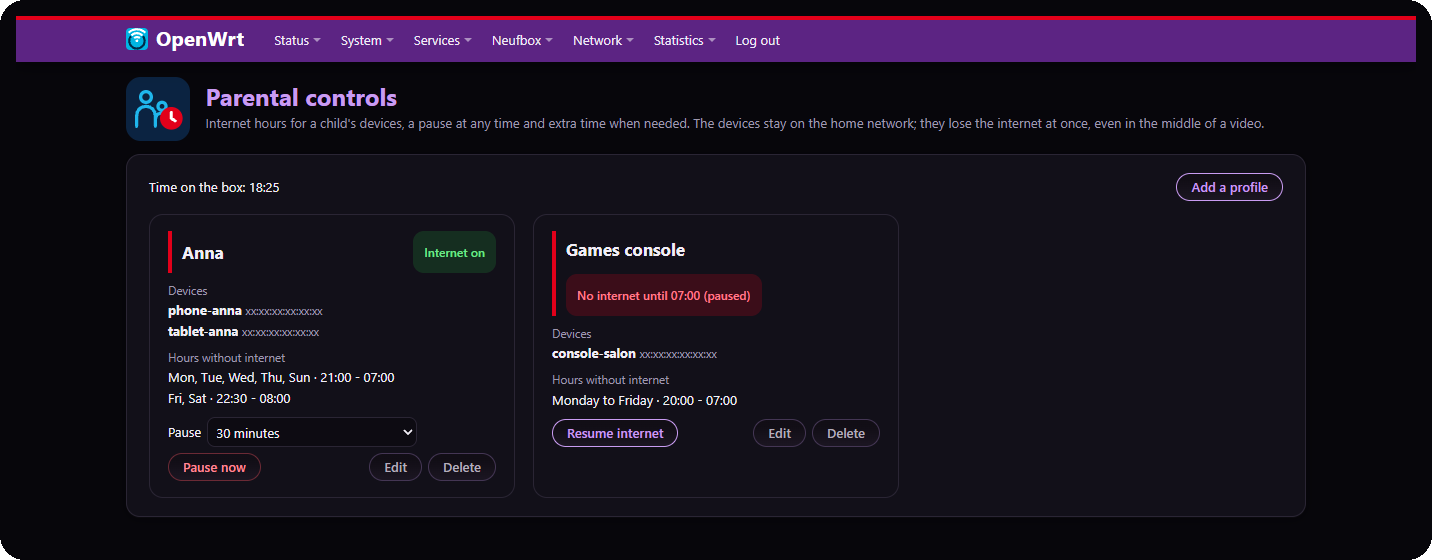 OpenWrt
Status System Services Neufbox Network Statistics Log out
Parental controls
Internet hours for a child's devices, a pause at any time and extra time when needed. The devices stay on the home network; they lose the internet at once, even in the middle of a video.
Time on the box: 18:25
Add a profile
Anna
Internet on
Devices
phone-anna xx:xx:xx:xx:xx:xx
tablet-anna xx:xx:xx:xx:xx:xx
Hours without internet
Mon, Tue, Wed, Thu, Sun · 21:00 - 07:00
Fri, Sat · 22:30 - 08:00
Pause 30 minutes
Pause now
Edit
Delete
Games console
No internet until 07:00 (paused)
Devices
console-salon xx:xx:xx:xx:xx:xx
Hours without internet
Monday to Friday · 20:00 - 07:00
Resume internet
Edit
Delete